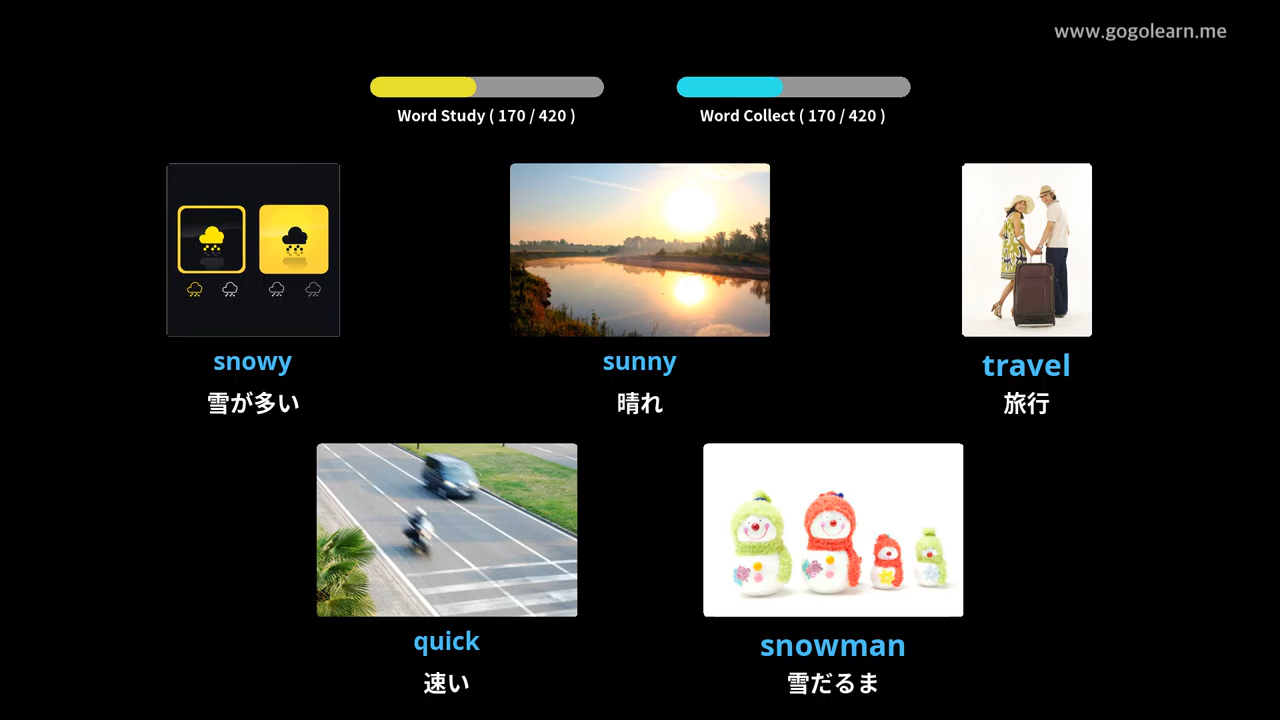 www.gogolearn.me
Word Study ( 170 / 420 )
Word Collect ( 170 / 420 )
snowy
雪が多い
sunny
晴れ
travel
旅行
quick
速い
snowman
雪だるま